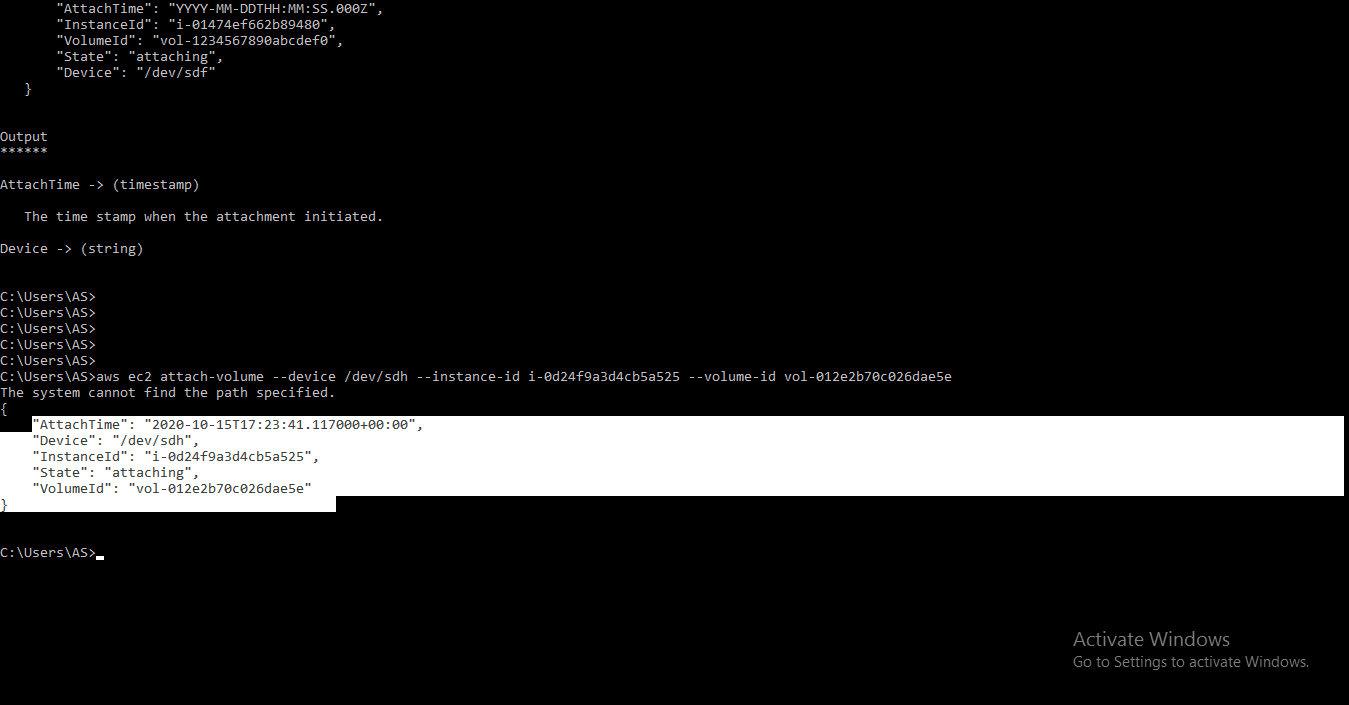 "AttachTime": "YYYY-MM-DDTHH:MM:SS.000Z",
"InstanceId": "i-01474ef662b89480",
"VolumeId": "vol-1234567890abcdef0",
"State": "attaching",
"Device": "/dev/sdf"
}
Output
******
AttachTime -> (timestamp)
The time stamp when the attachment initiated.
Device -> (string)
C:\Users\AS>
C:\Users\AS>
C:\Users\AS>
C:\Users\AS>
C:\Users\AS>
C:\Users\AS>aws ec2 attach-volume --device /dev/sdh --instance-id i-0d24f9a3d4cb5a525 --volume-id vol-012e2b70c026dae5e
The system cannot find the path specified.
{
"AttachTime": "2020-10-15T17:23:41.117000+00:00",
"Device": "/dev/sdh",
"InstanceId": "i-0d24f9a3d4cb5a525",
"State": "attaching",
"VolumeId": "vol-012e2b70c026dae5e"
}
C:\Users\AS>
Activate Windows
Go to Settings to activate Windows.